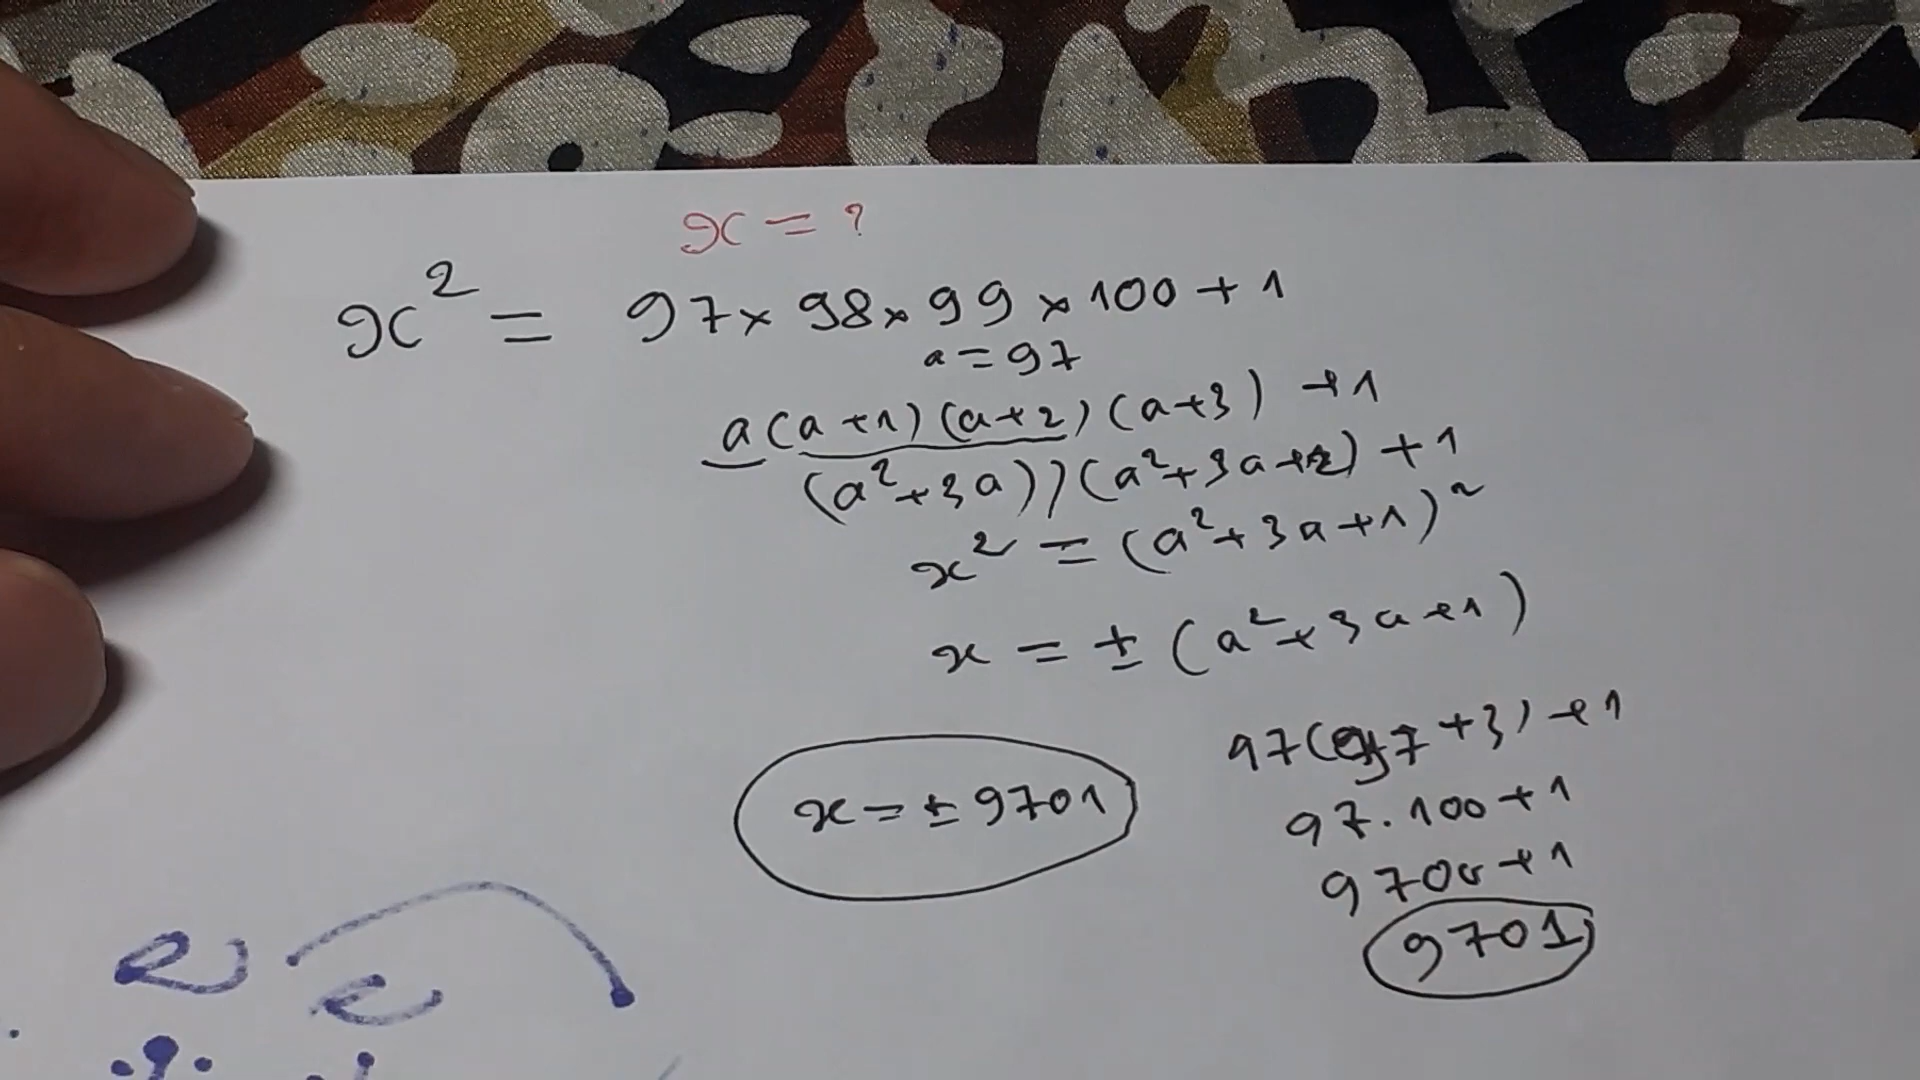 x = ?
x² = 97 × 98 × 99 × 100 + 1
a = 97
a(a+1)(a+2)(a+3) + 1
(a²+3a))(a²+3a+2) + 1
x² = (a²+3a+1)²
x = ± (a²+3a+1)
97(97+3)+1
x = ± 9701
97.100+1
9700+1
9701